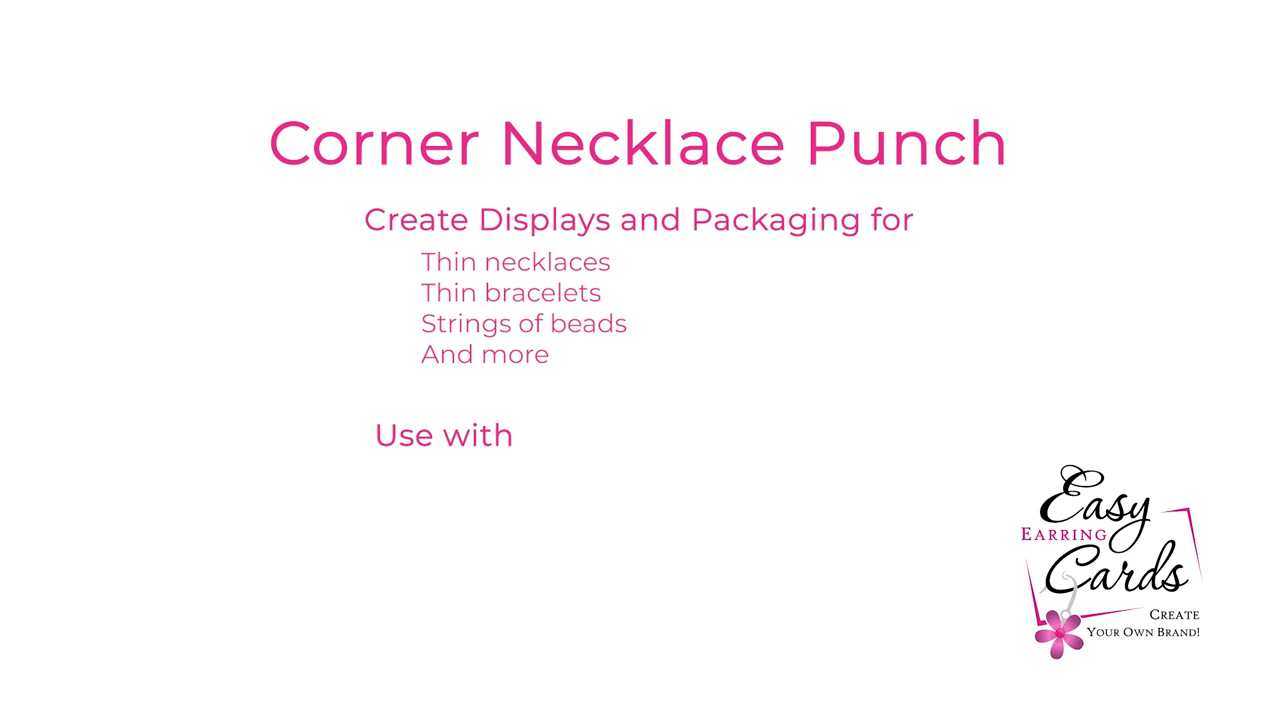 Corner Necklace Punch
Create Displays and Packaging for
Thin necklaces
Thin bracelets
Strings of beads
And more
Use with
Easy
EARRING
Cards
CREATE
YOUR OWN BRAND!